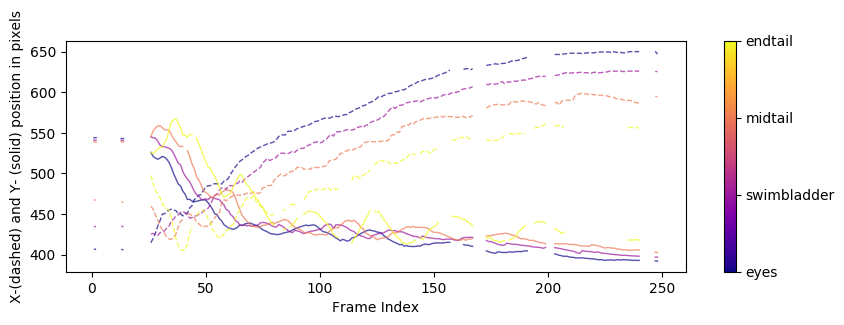 X-(dashed) and Y- (solid) position in pixels
650
600
550
500
450
400
0
50
100
150
200
250
Frame Index
endtail
midtail
swimbladder
eyes